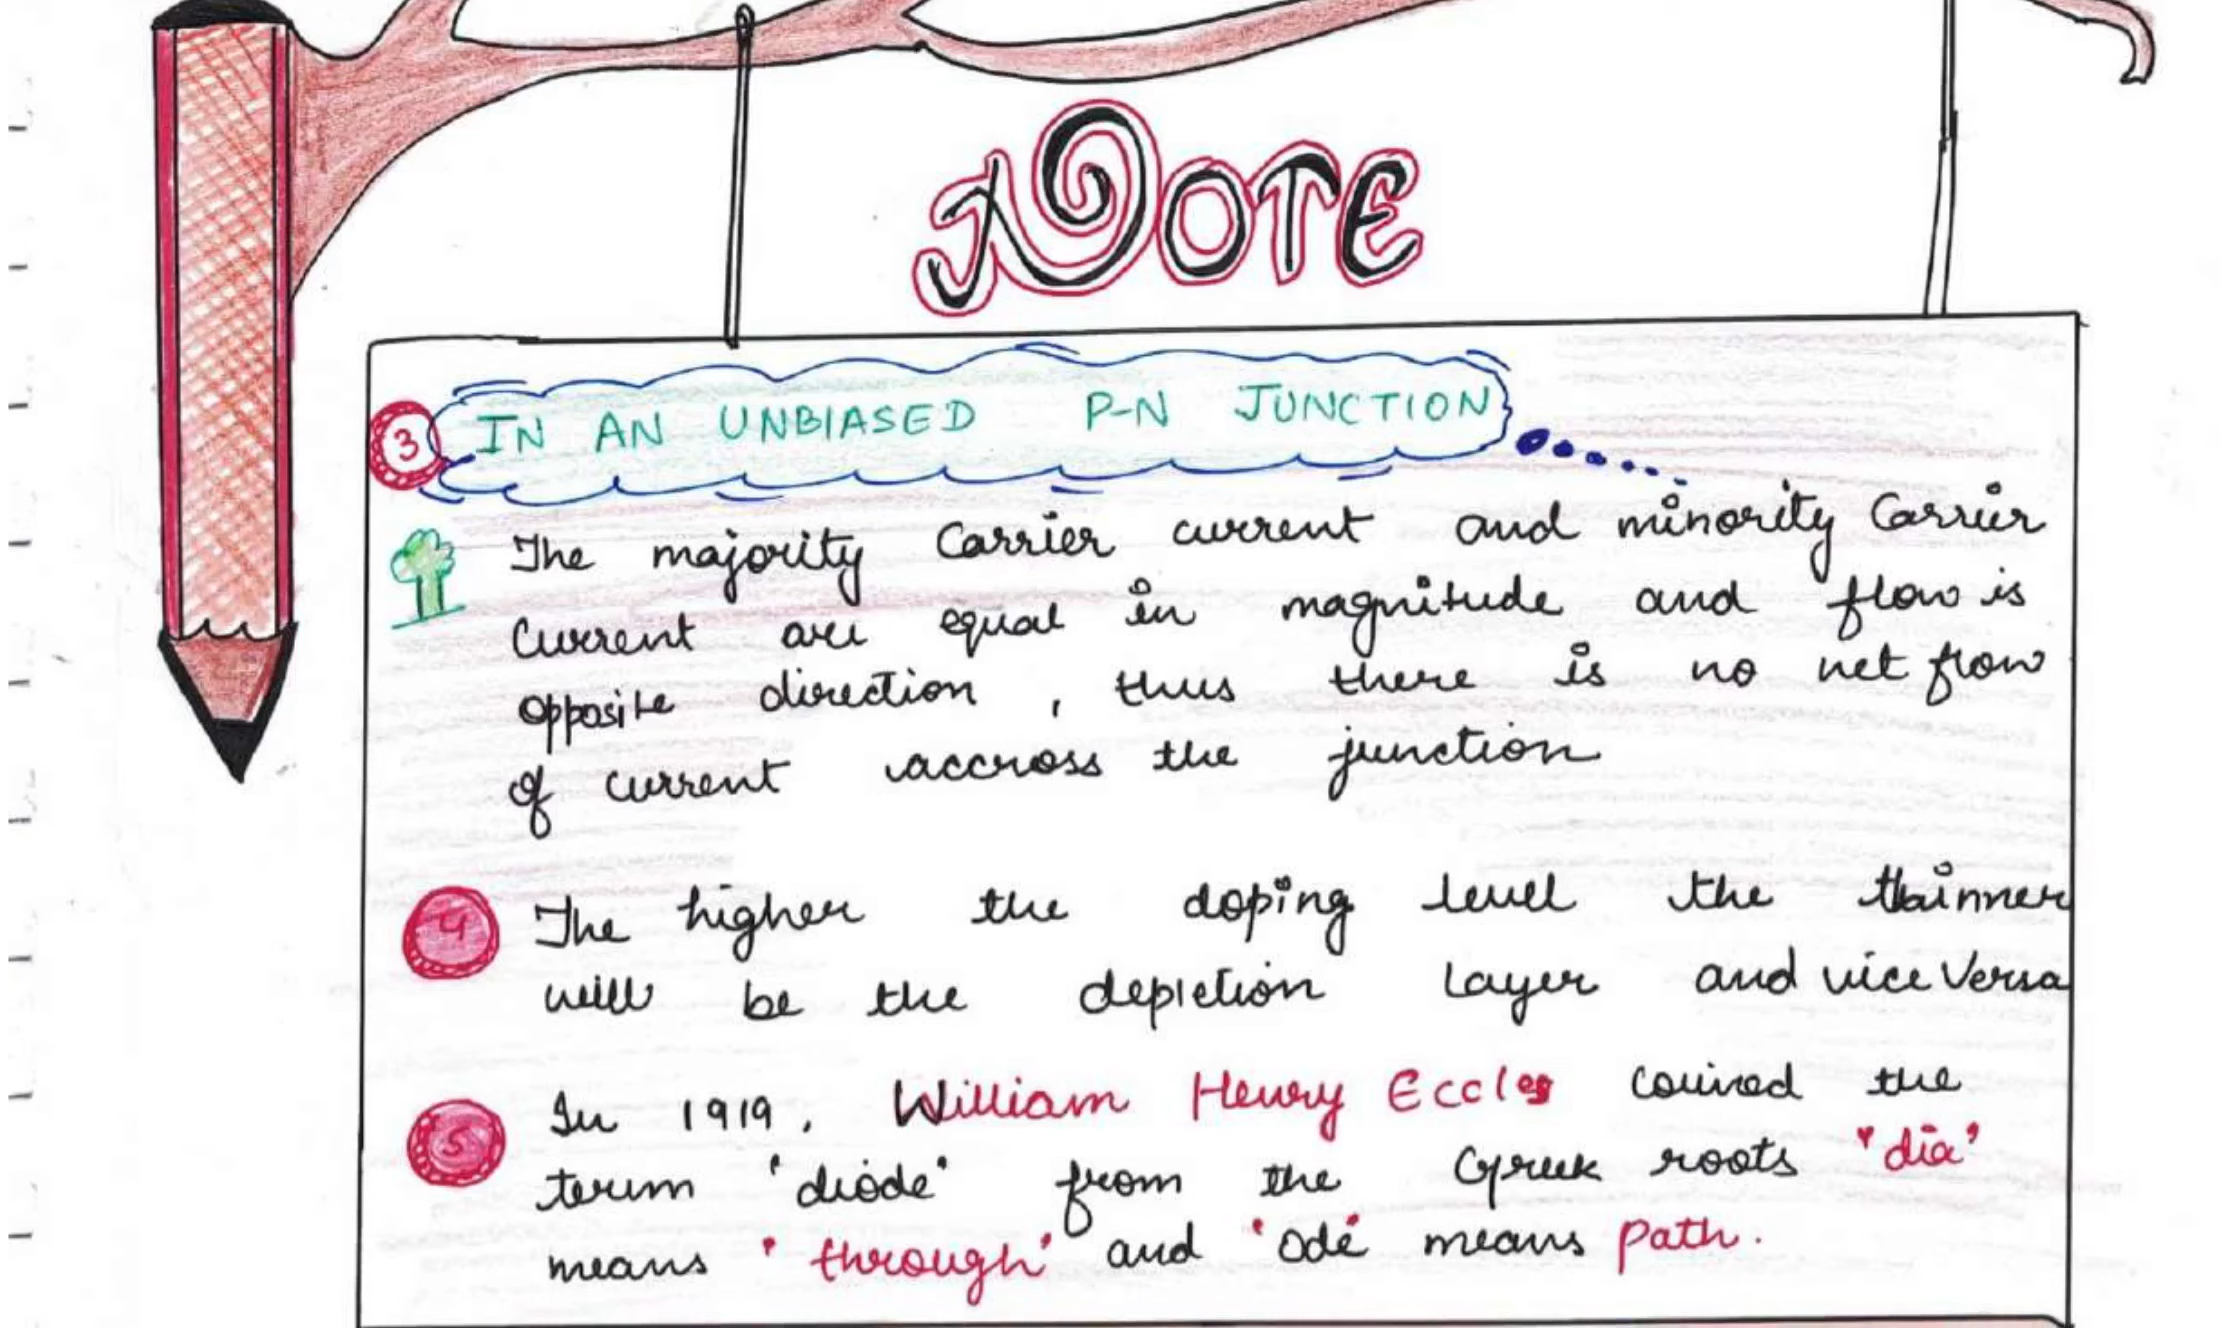 NOTE
3 IN AN UNBIASED P-N JUNCTION
The majority Carrier current and minority Carrier
Current are equal in magnitude and flow is
opposite direction, thus there is no net flow
of current accross the junction
4 The higher the doping level the thinner
will be the depletion Layer and vice Versa
5 In 1919, William Henry Eccles coined the
term 'diode' from the Greek roots 'dia'
means 'through' and 'ode' means Path.